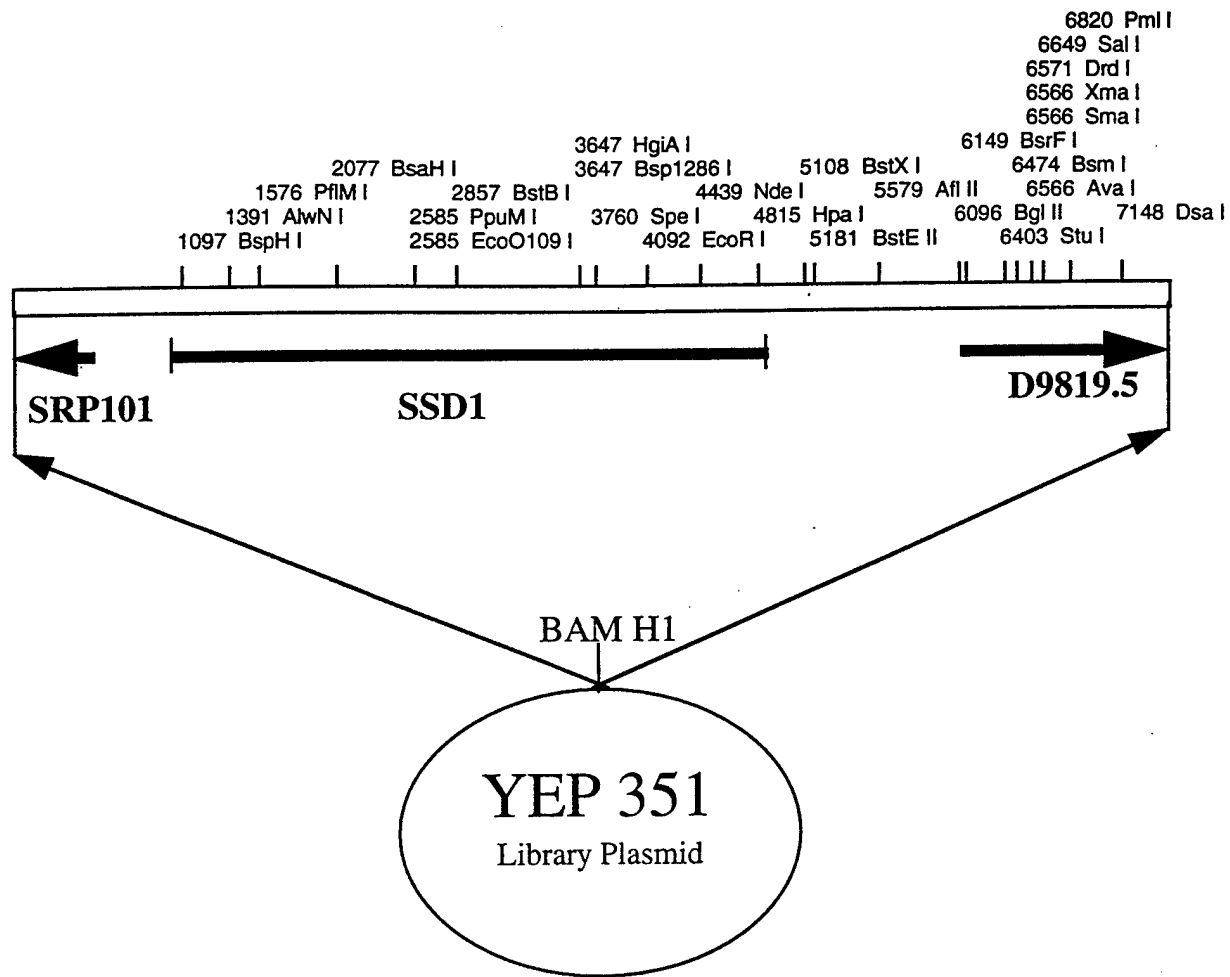 6820 Pml I
6649 Sal I
6571 Drd I
6566 Xma I
6566 Sma I
3647 HgiA I 6149 BsrF I
2077 BsaH I 3647 Bsp1286 I 5108 BstX I 6474 Bsm I
1576 PflM I 2857 BstB I 4439 Nde I 5579 Afl II 6566 Ava I
1391 AlwN I 2585 PpuM I 3760 Spe I 4815 Hpa I 6096 Bgl II 7148 Dsa I
1097 BspH I 2585 EcoO109 I 4092 EcoR I 5181 BstE II 6403 Stu I
SRP101 SSD1 D9819.5
BAM H1
YEP 351
Library Plasmid